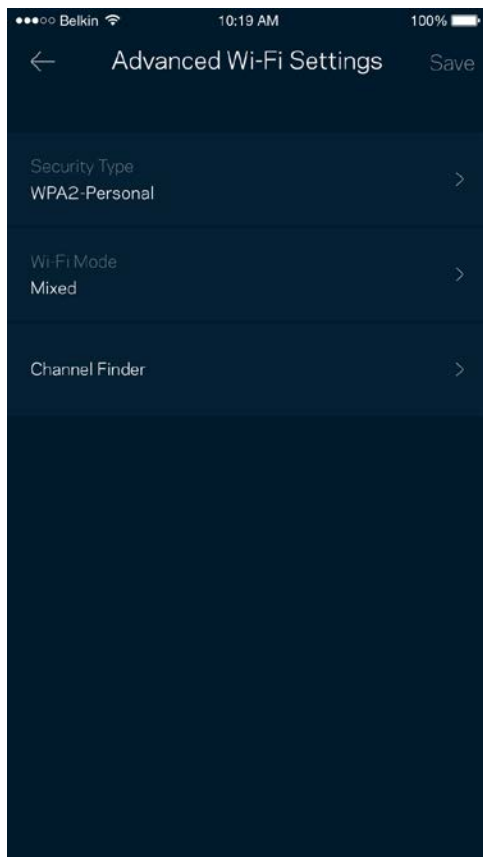 Belkin 10:19 AM 100%
Advanced Wi-Fi Settings Save
Security Type
WPA2-Personal
Wi-Fi Mode
Mixed
Channel Finder